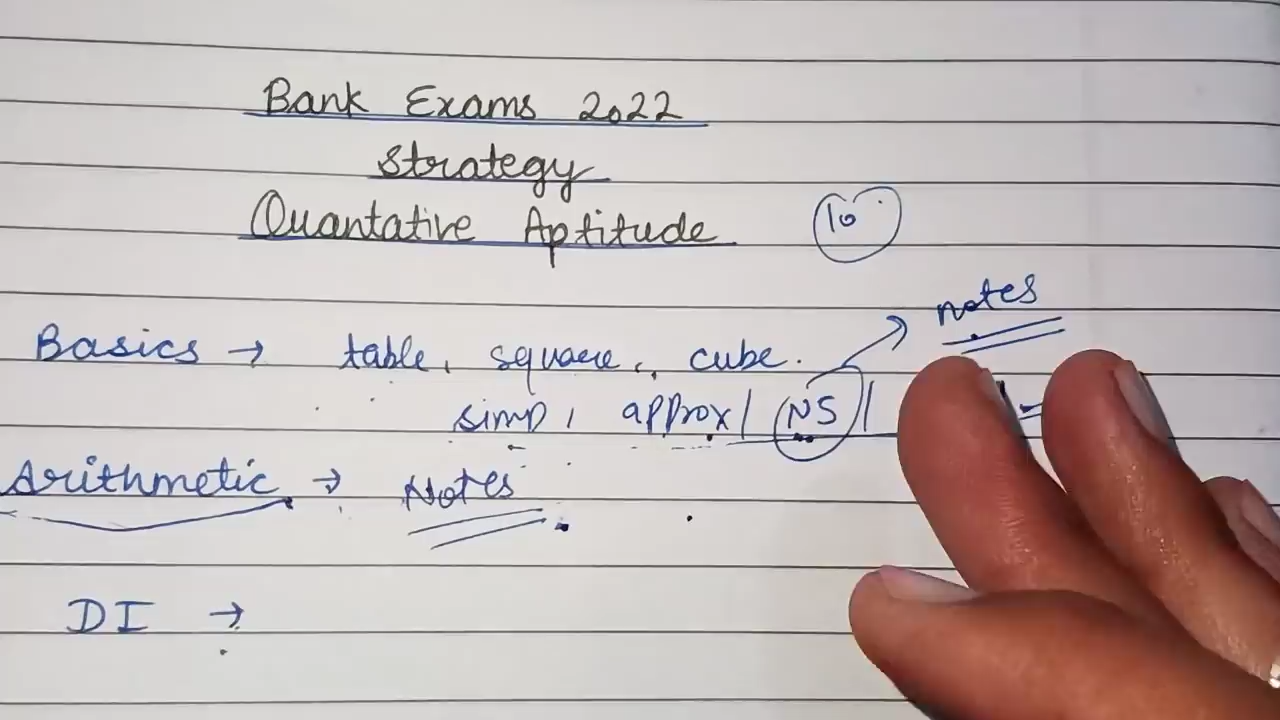 Bank Exams 2022
Strategy
Quantative Aptitude 10
notes
Basics → table, square, cube.
simp, approx/ NS /
Arithmetic → Notes
DI →